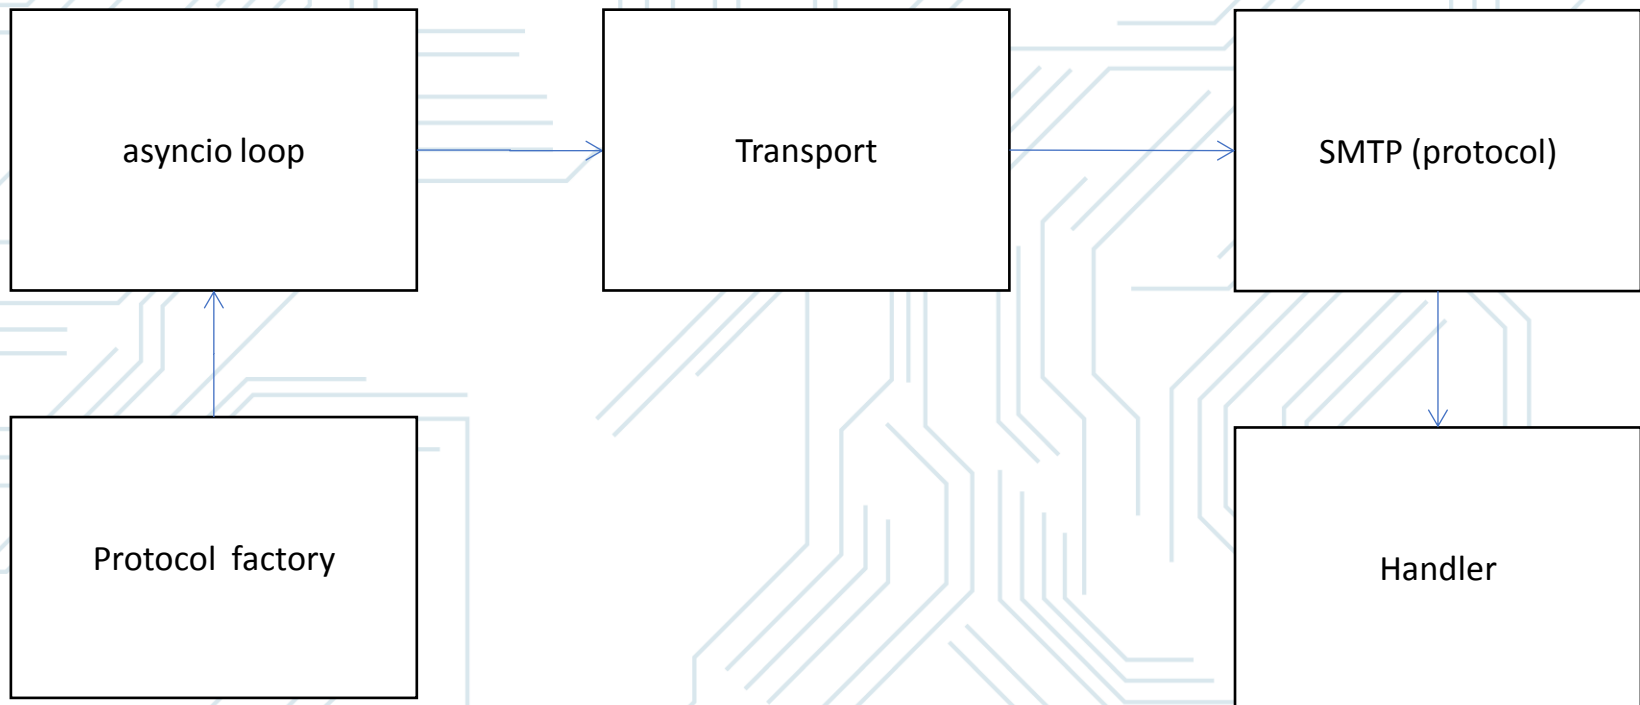 asyncio loop
Transport
SMTP (protocol)
Protocol  factory
Handler